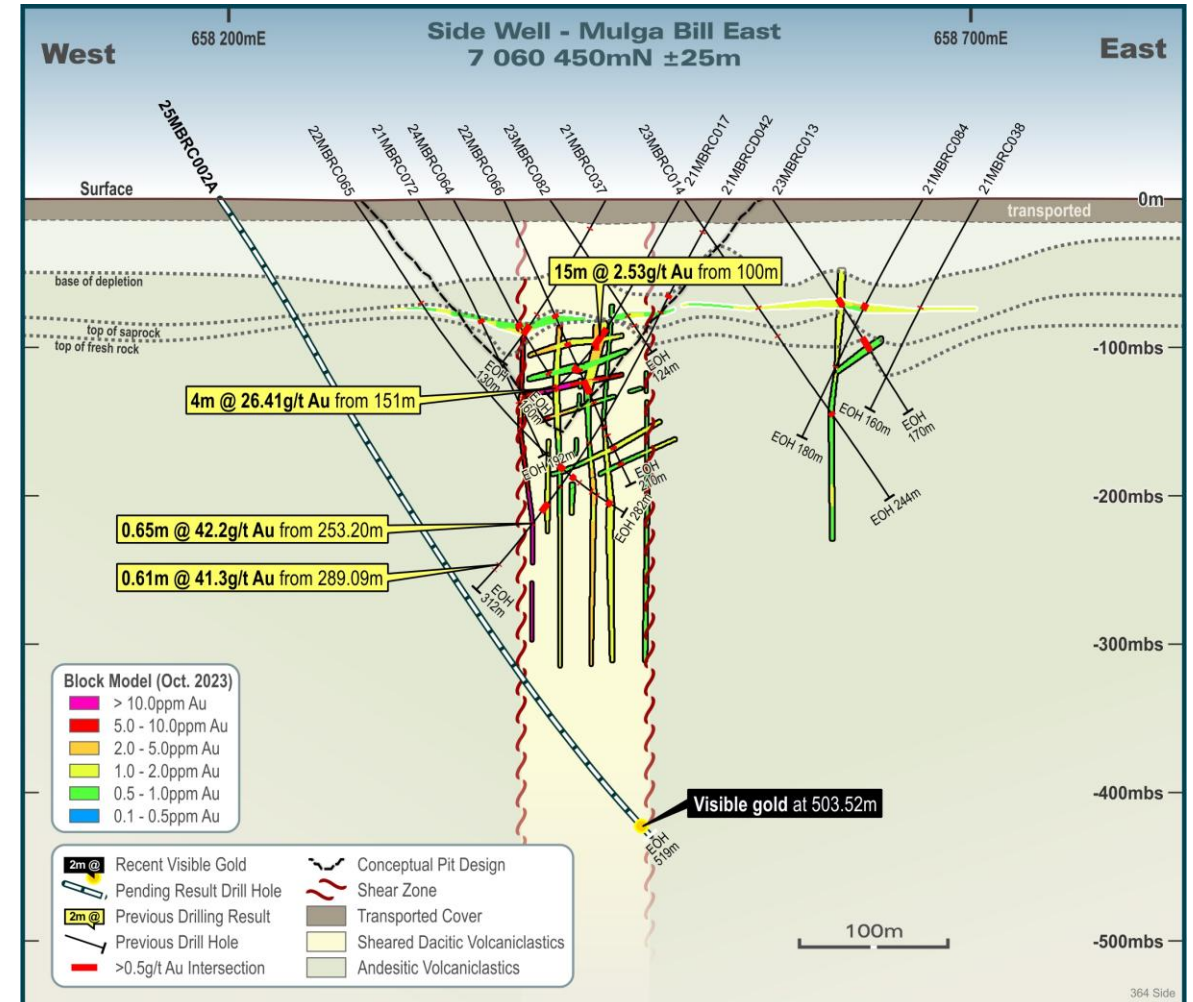 Side Well - Mulga Bill East
7 060 450mN ±25m
658 200mE
658 700mE
West
East
25MBRC002A
22MBRC065
21MBRC072
24MBRC064
22MBRC066
23MBRC082
21MBRC037
23MBRC014
21MBRC017
21MBRCD042
23MBRC013
21MBRC084
21MBRC038
Surface
0m
transported
base of depletion
top of saprock
top of fresh rock
15m @ 2.53g/t Au from 100m
4m @ 26.41g/t Au from 151m
0.65m @ 42.2g/t Au from 253.20m
0.61m @ 41.3g/t Au from 289.09m
Visible gold at 503.52m
EOH
130m
EOH
160m
EOH 192m
EOH
124m
EOH
210m
EOH 282m
EOH
312m
EOH 180m
EOH 160m
EOH
170m
EOH 244m
EOH
519m
-100mbs
-200mbs
-300mbs
-400mbs
-500mbs
Block Model (Oct. 2023)
> 10.0ppm Au
5.0 - 10.0ppm Au
2.0 - 5.0ppm Au
1.0 - 2.0ppm Au
0.5 - 1.0ppm Au
0.1 - 0.5ppm Au
2m @ Recent Visible Gold
Pending Result Drill Hole
2m @ Previous Drilling Result
Previous Drill Hole
>0.5g/t Au Intersection
Conceptual Pit Design
Shear Zone
Transported Cover
Sheared Dacitic Volcaniclastics
Andesitic Volcaniclastics
100m
364 Side